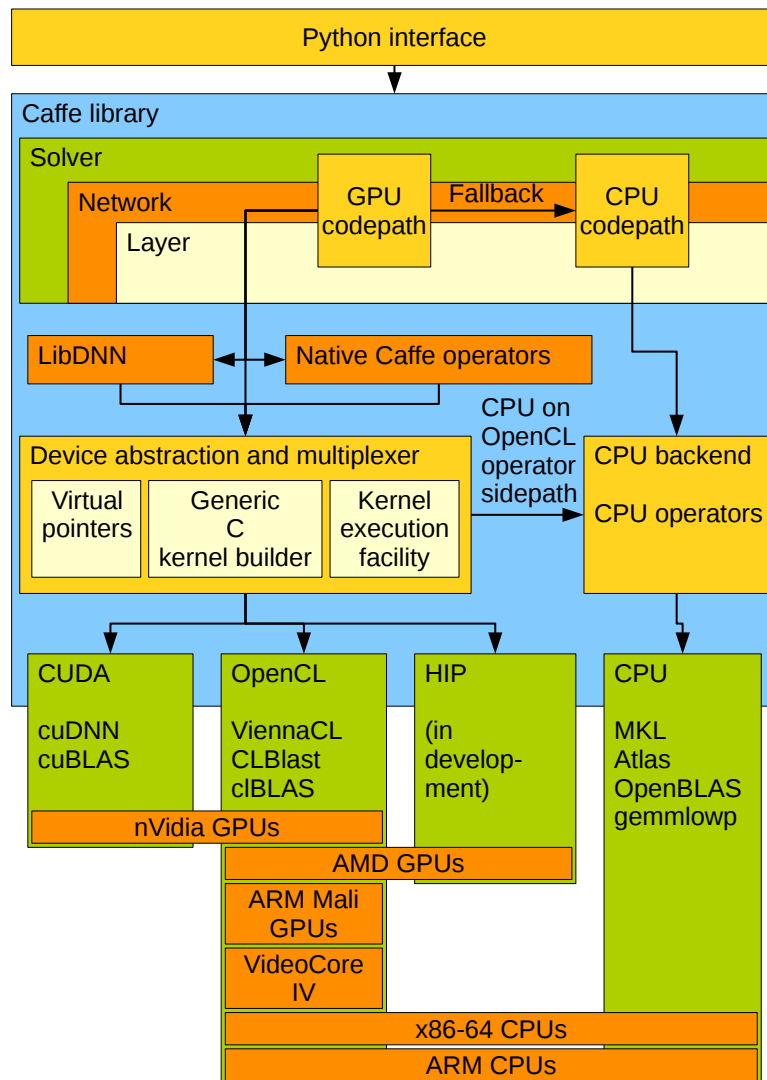 Python interface
Caffe library
Solver
Network
Layer
GPU
codepath
Fallback
CPU
codepath
LibDNN
Native Caffe operators
CPU on
OpenCL
operator
sidepath
Device abstraction and multiplexer
Virtual
pointers
Generic
C
kernel builder
Kernel
execution
facility
CPU backend
CPU operators
CUDA
cuDNN
cuBLAS
OpenCL
ViennaCL
CLBlast
clBLAS
HIP
(in
develop-
ment)
CPU
MKL
Atlas
OpenBLAS
gemmlowp
nVidia GPUs
AMD GPUs
ARM Mali
GPUs
VideoCore
IV
x86-64 CPUs
ARM CPUs